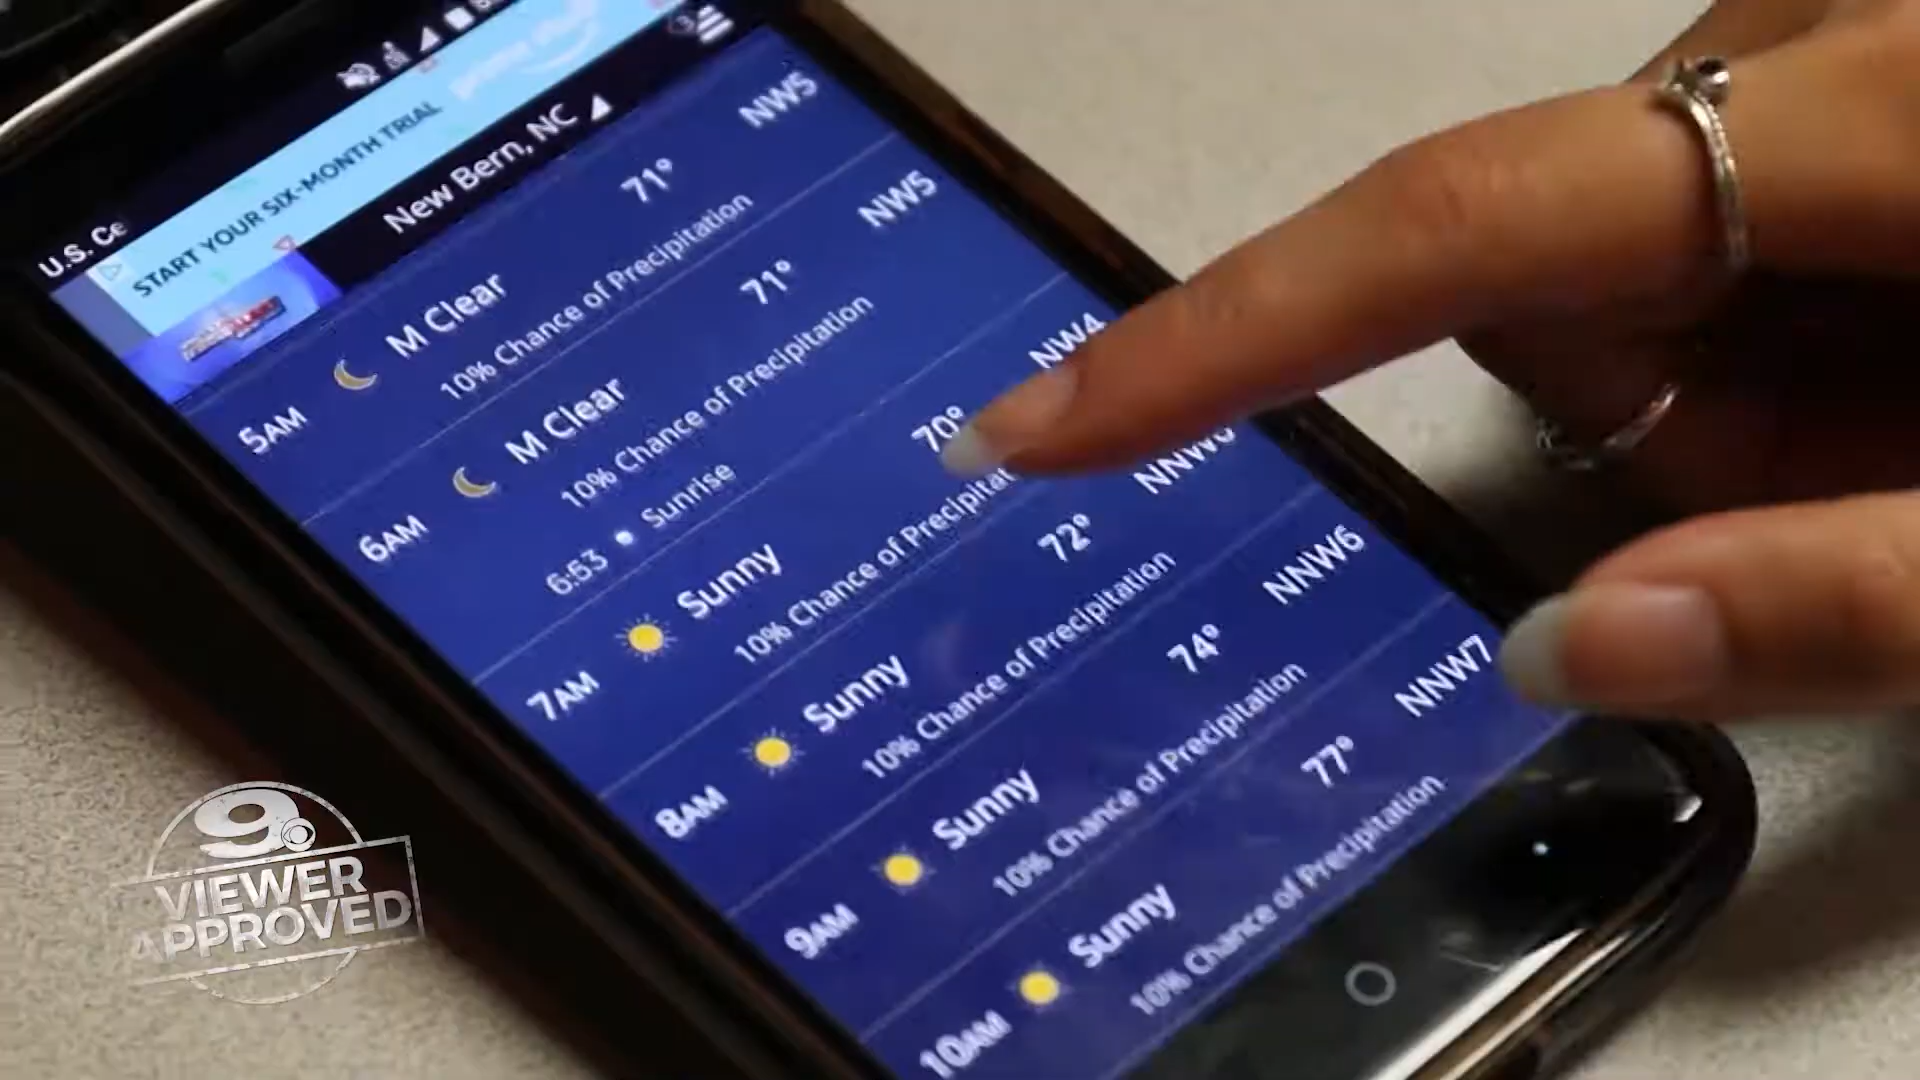 U.S. Ce
START YOUR SIX-MONTH TRIAL
New Bern, NC
5AM M Clear 71° NW5
10% Chance of Precipitation
6AM M Clear 71° NW5
10% Chance of Precipitation
6:53 • Sunrise
7AM Sunny 70° NW4
10% Chance of
8AM Sunny 72°
10% Chance of Precipitation
9AM Sunny 74° NNW6
10% Chance of Precipitation
10AM Sunny 77° NNW7
10% Chance of Precipitation
9
VIEWER
APPROVED